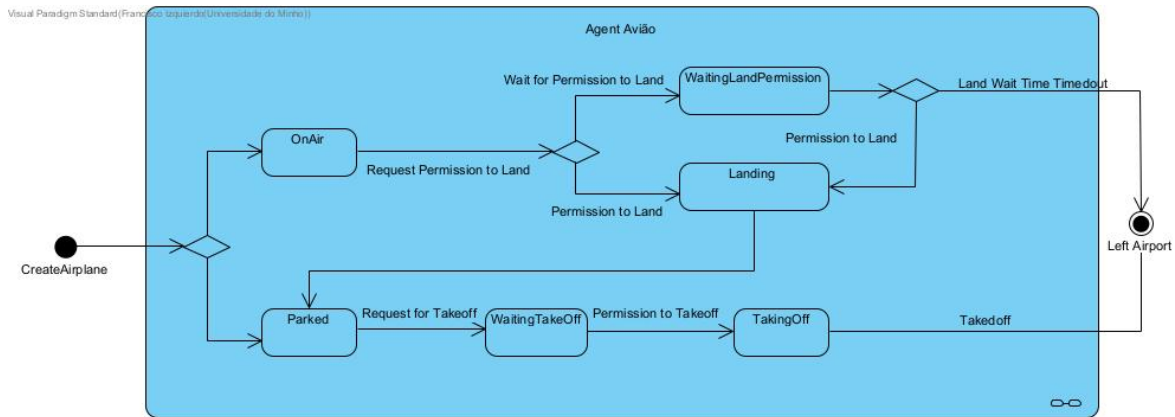 Visual Paradigm Standard(Francisco Izquierdo(Universidade do Minho))
Agent Avião
Wait for Permission to Land
WaitingLandPermission
Land Wait Time Timedout
OnAir
Permission to Land
Request Permission to Land
Landing
Permission to Land
CreateAirplane
Left Airport
Parked
Request for Takeoff
WaitingTakeOff
Permission to Takeoff
TakingOff
Takedoff